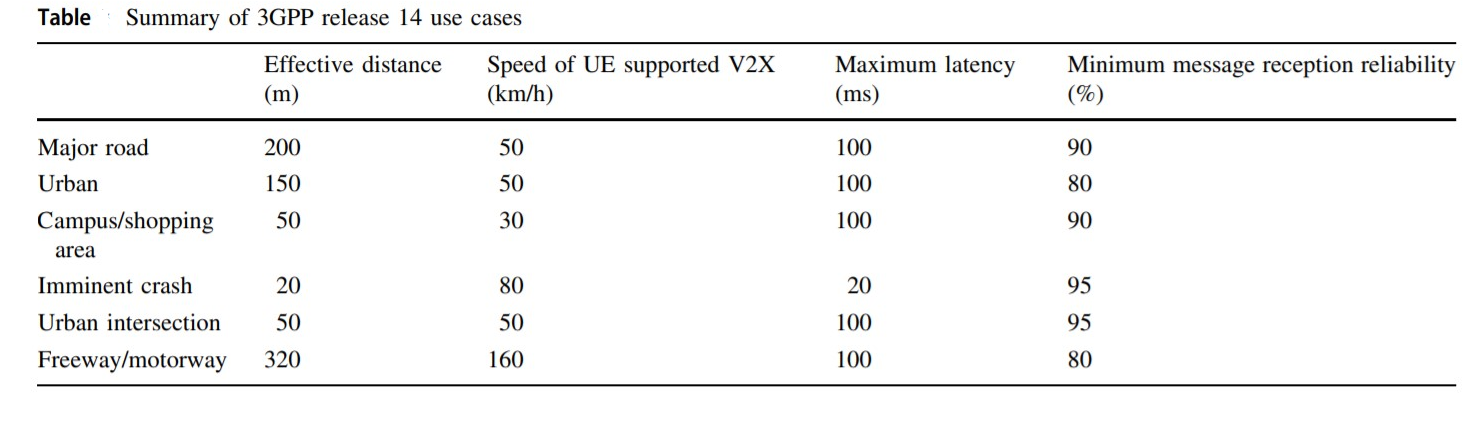 Table Summary of 3GPP release 14 use cases
Effective distance (m) Speed of UE supported V2X (km/h) Maximum latency (ms) Minimum message reception reliability (%)
Major road 200 50 100 90
Urban 150 50 100 80
Campus/shopping area 50 30 100 90
Imminent crash 20 80 20 95
Urban intersection 50 50 100 95
Freeway/motorway 320 160 100 80